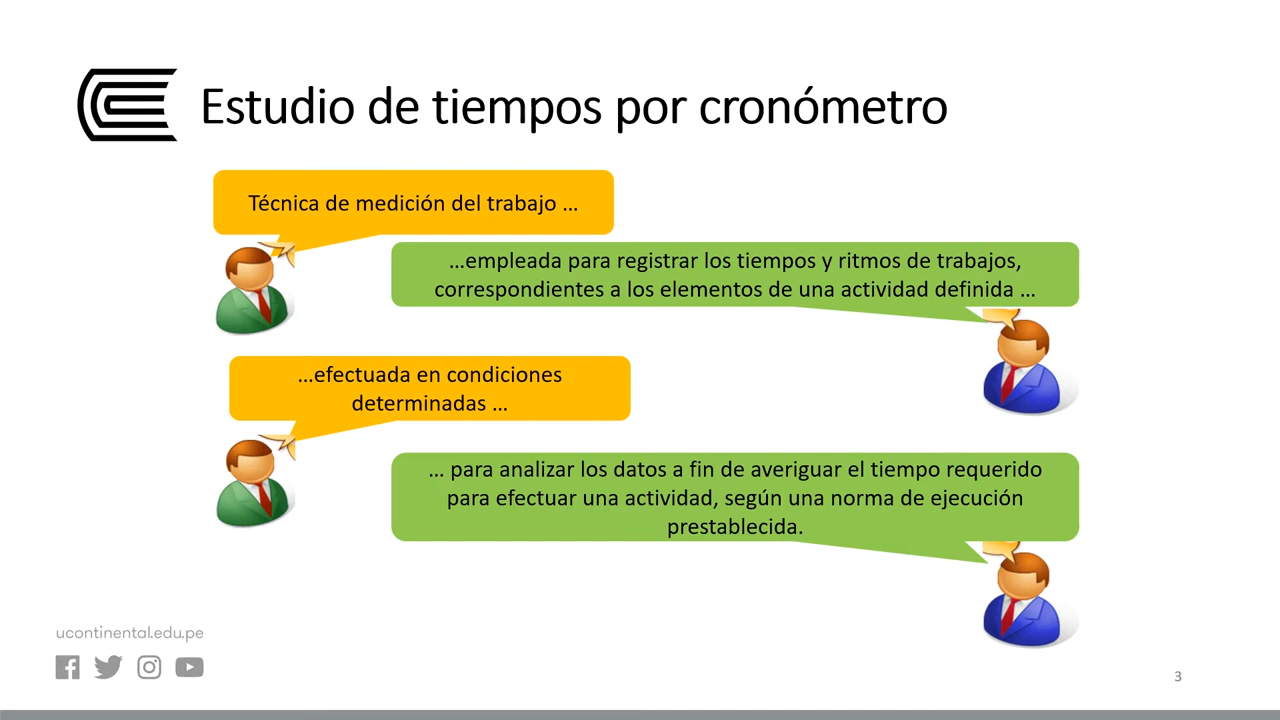 Estudio de tiempos por cronómetro
Técnica de medición del trabajo …
…empleada para registrar los tiempos y ritmos de trabajos,
correspondientes a los elementos de una actividad definida …
…efectuada en condiciones
determinadas …
… para analizar los datos a fin de averiguar el tiempo requerido
para efectuar una actividad, según una norma de ejecución
prestablecida.
ucontinental.edu.pe
3